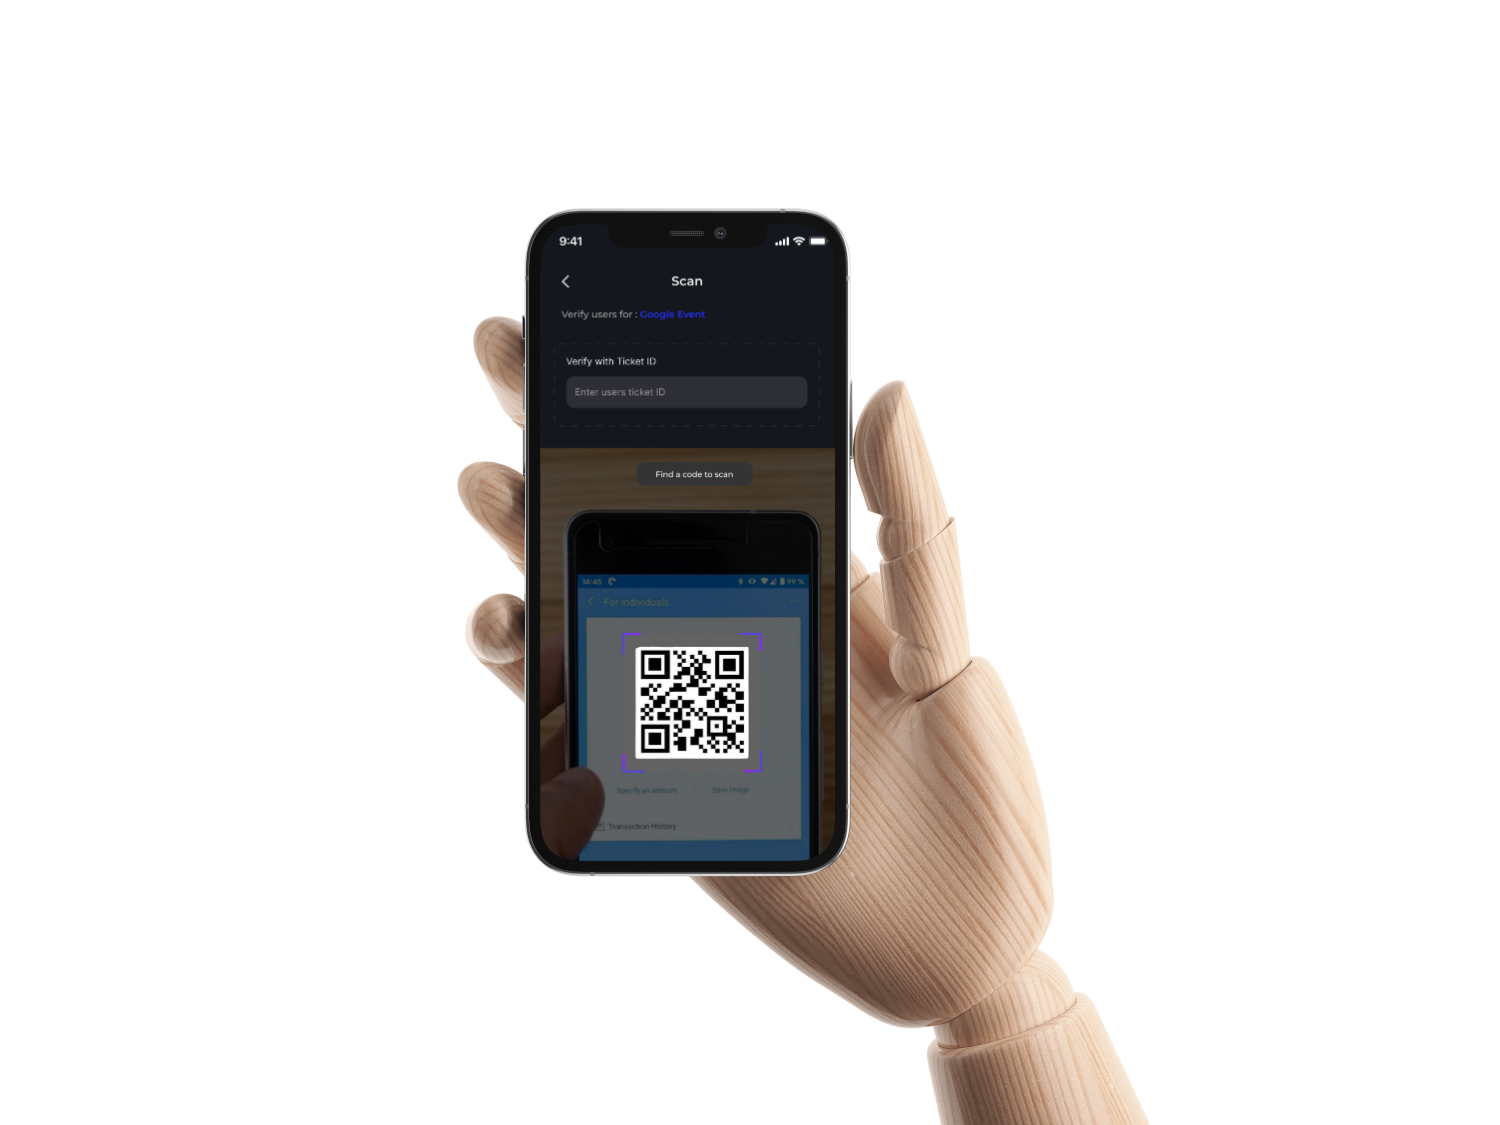 9:41
Scan
Verify users for : Google Event
Verify with Ticket ID
Enter users ticket ID
Find a code to scan
14:45 99 %
For individuals
Specify an amount Save image
Transaction History